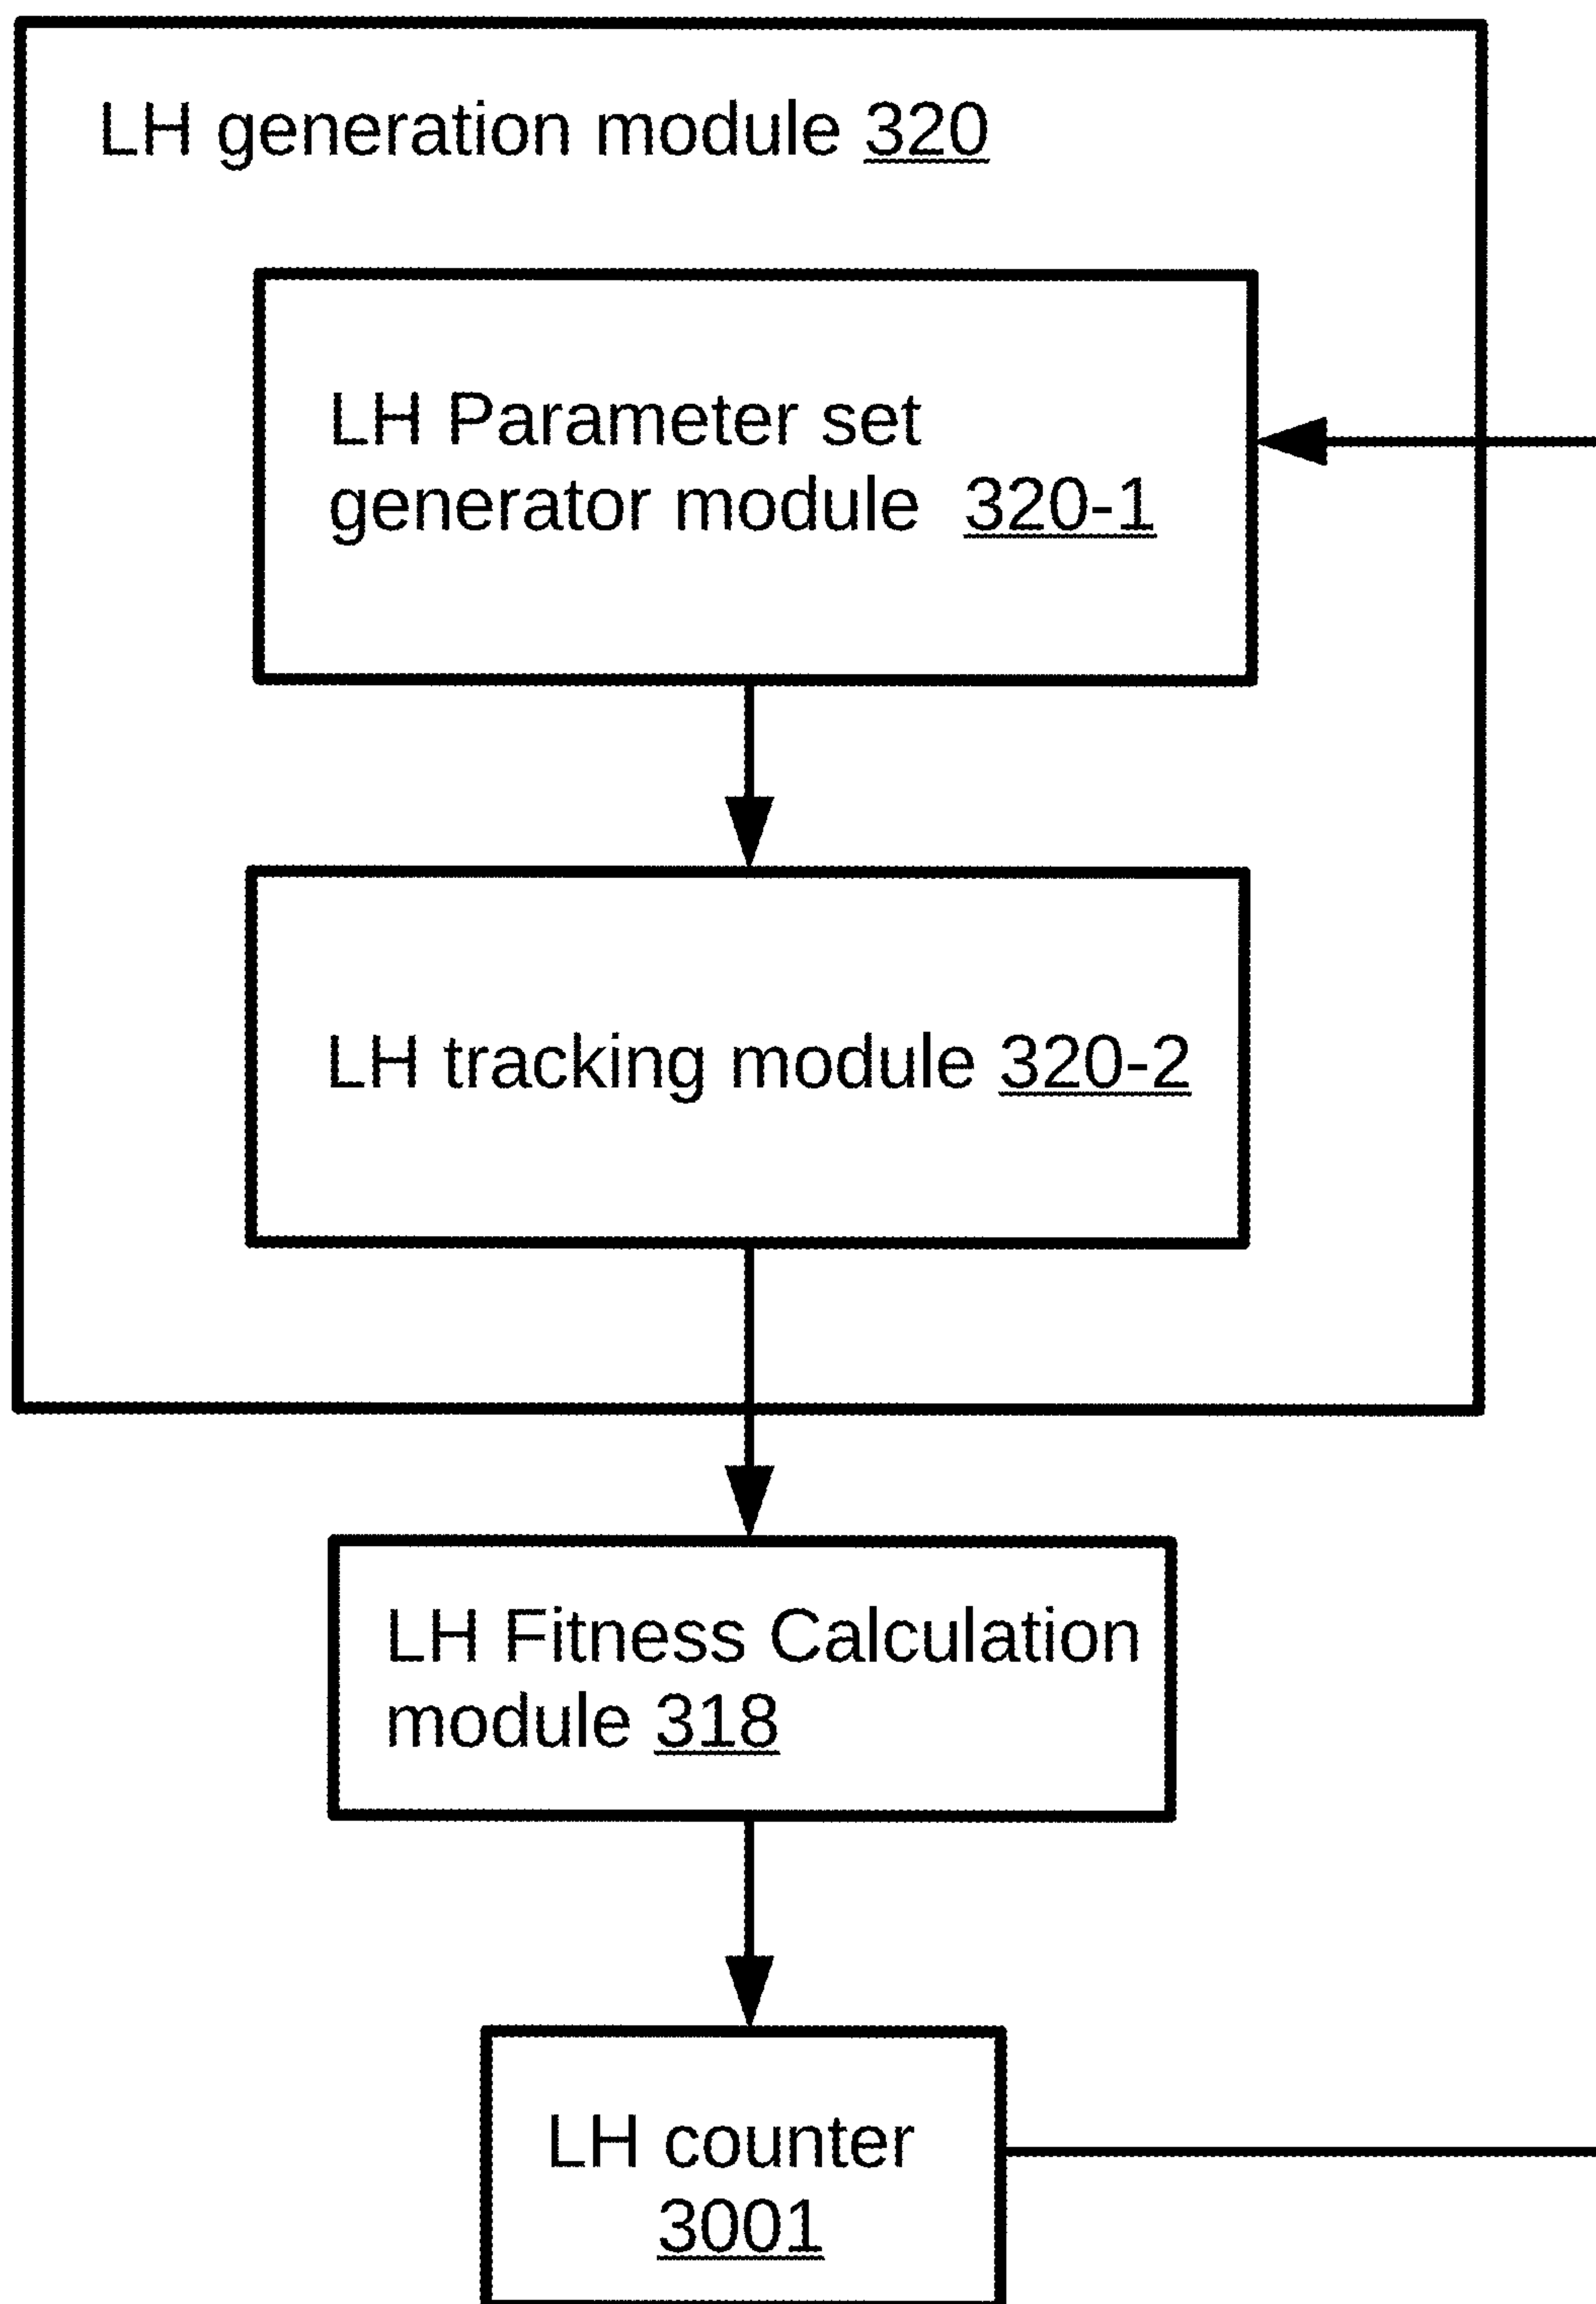 LH generation module 320
LH Parameter set
generator module 320-1
LH tracking module 320-2
LH Fitness Calculation
module 318
LH counter
3001